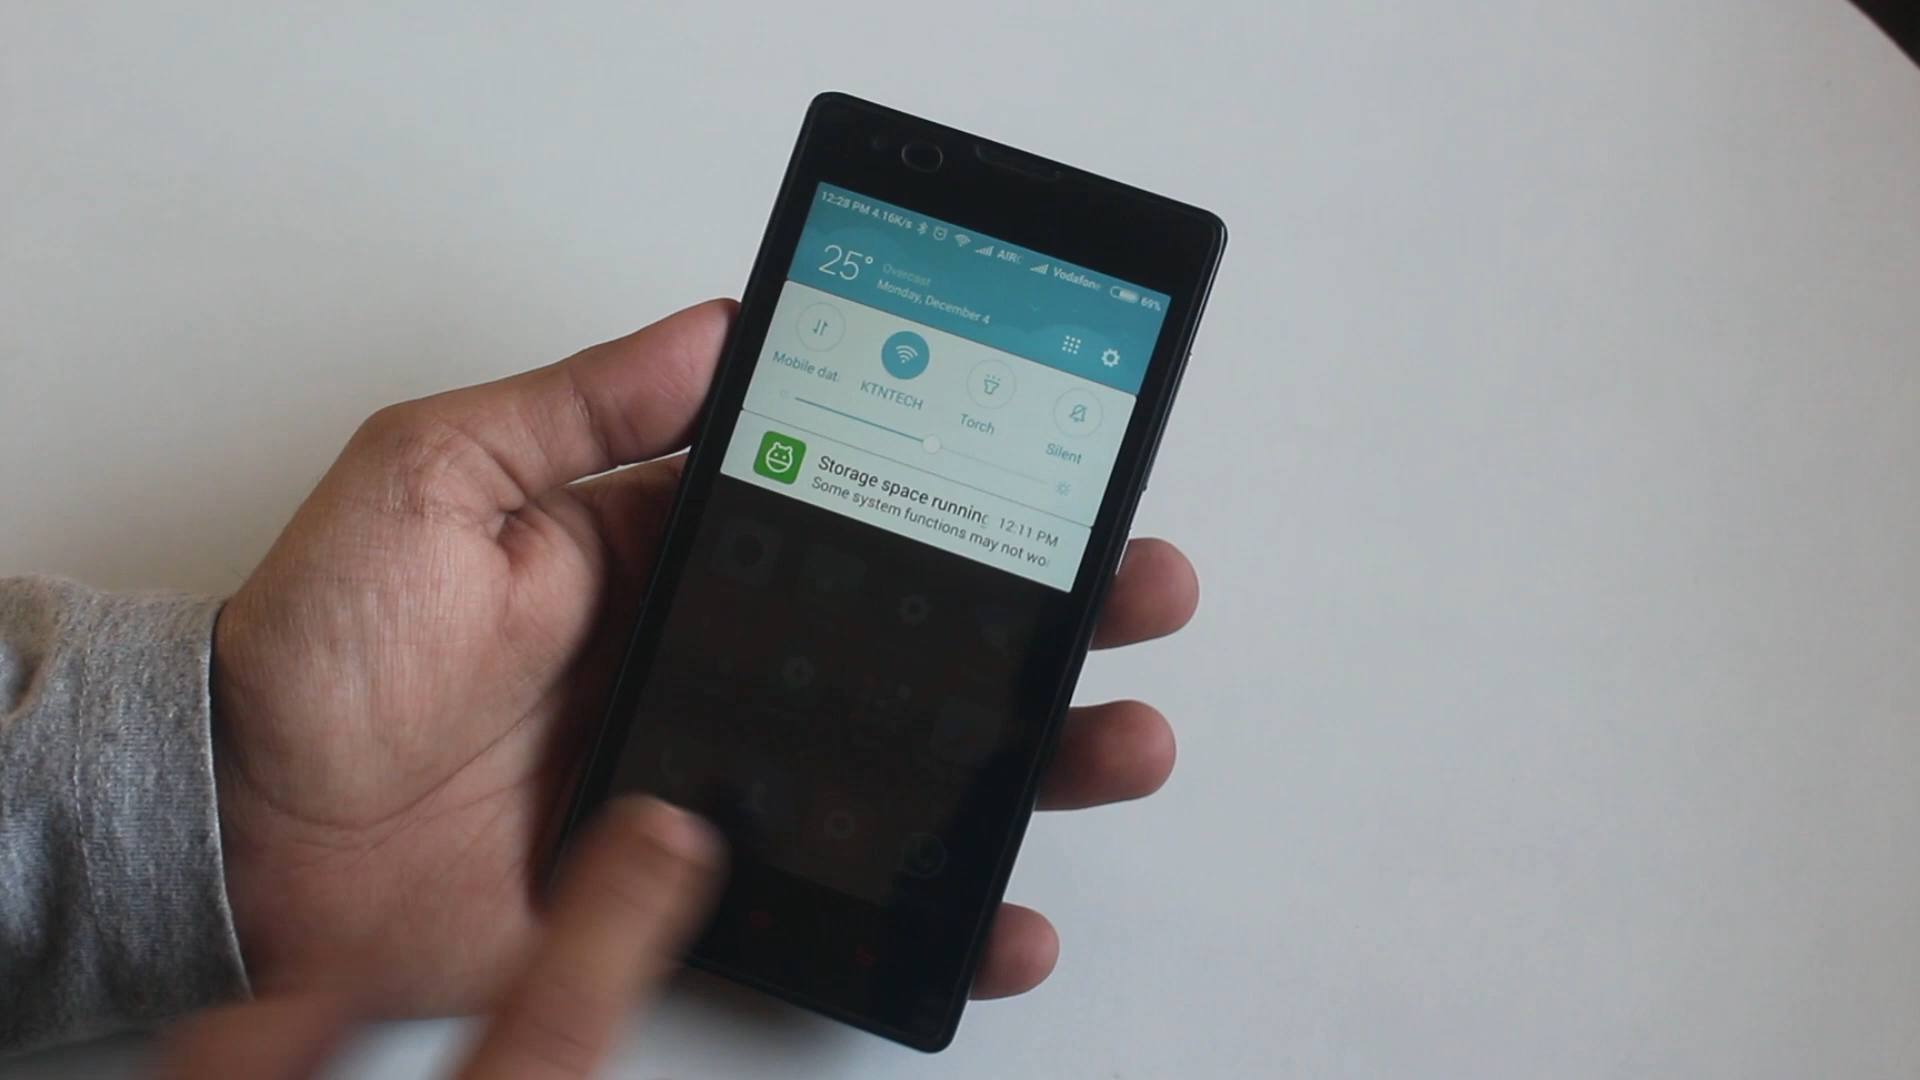 12:28 PM 4.16K/s AIRC Vodafone 69%
25° Overcast
Monday, December 4
Mobile dat. KTNTECH Torch Silent
Storage space running 12:11 PM
Some system functions may not wo